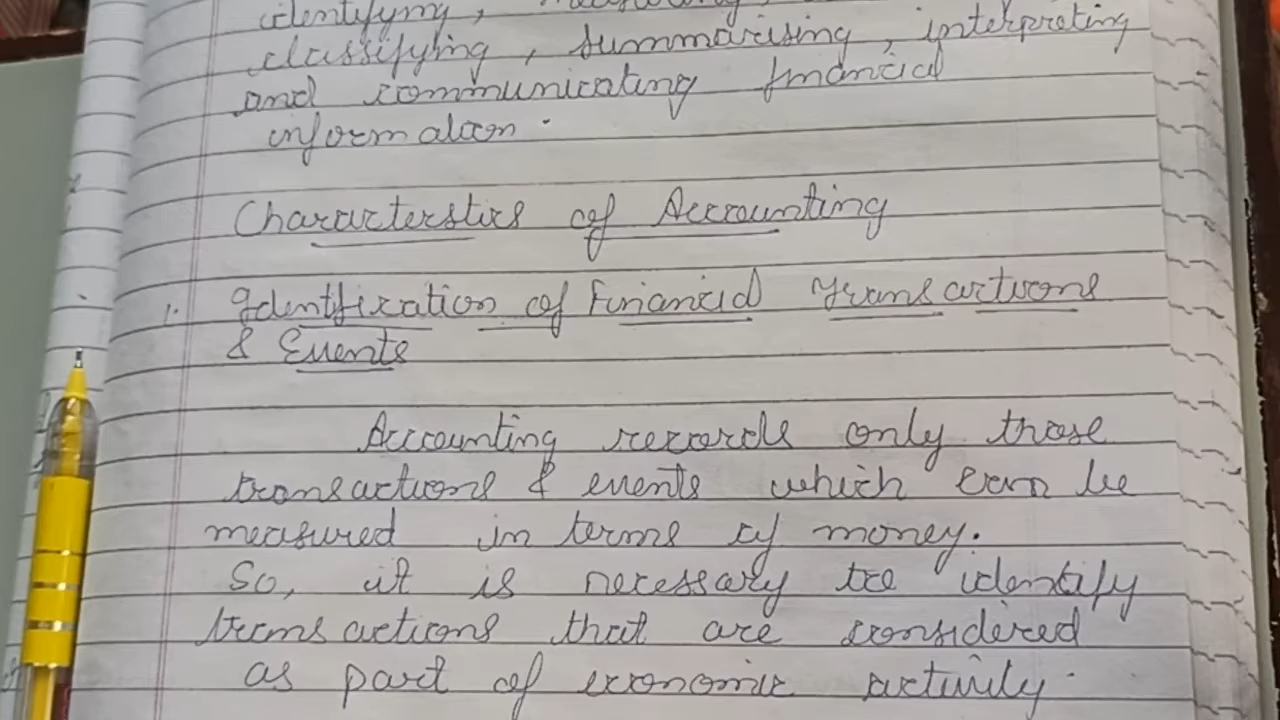 identifying,
classifying, summarising, interpreting
and communicating financial
information.
Characterstics of Accounting
1. Identification of Financial Transactions
& Events
Accounting records only those
transactions & events which can be
measured in terms of money.
So, it is necessary to identify
transactions that are considered
as part of economic activity.